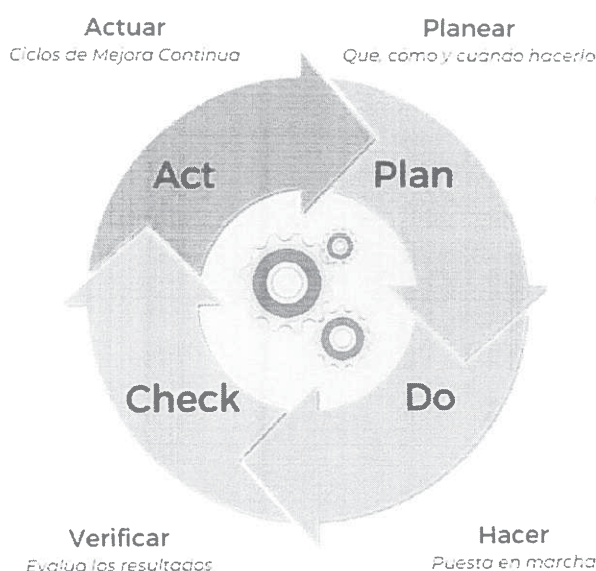 Actuar
Ciclos de Mejora Continua
Planear
Que, cómo y cuando hacerlo
Act
Plan
Check
Do
Verificar
Evalua los resultados
Hacer
Puesta en marcha